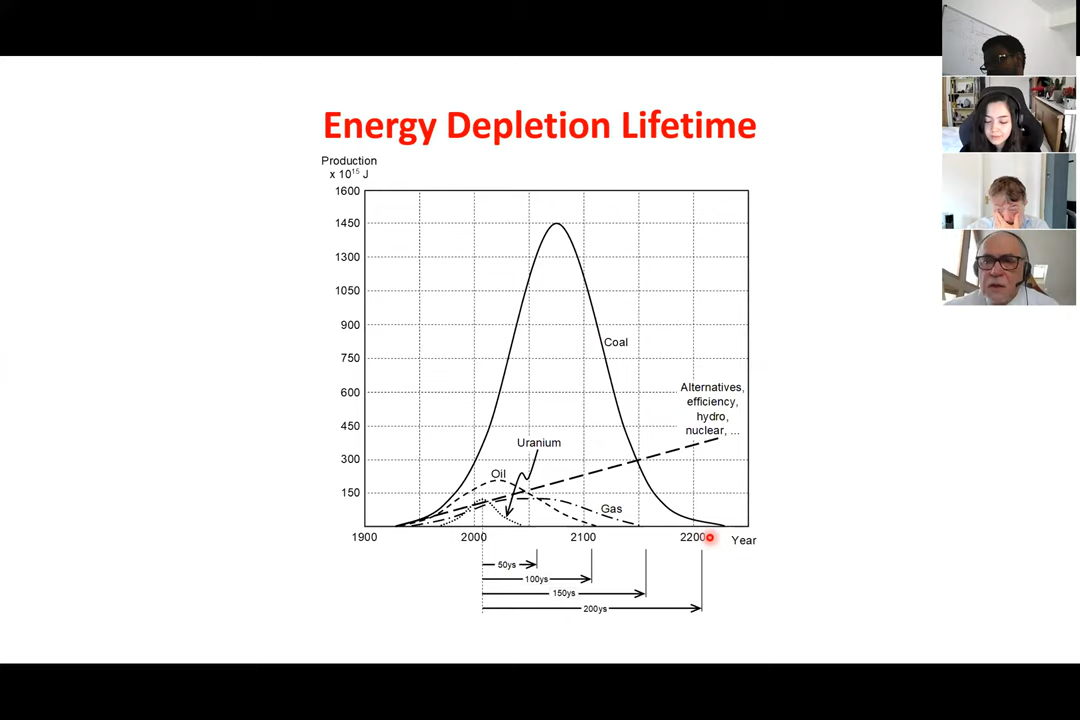 Energy Depletion Lifetime
Production
x 10¹⁵ J
1600
1450
1300
1050
900
750
600
450
300
150
Coal
Alternatives,
efficiency,
hydro,
nuclear, ...
Uranium
Oil
Gas
1900 2000 2100 2200 Year
50ys
100ys
150ys
200ys